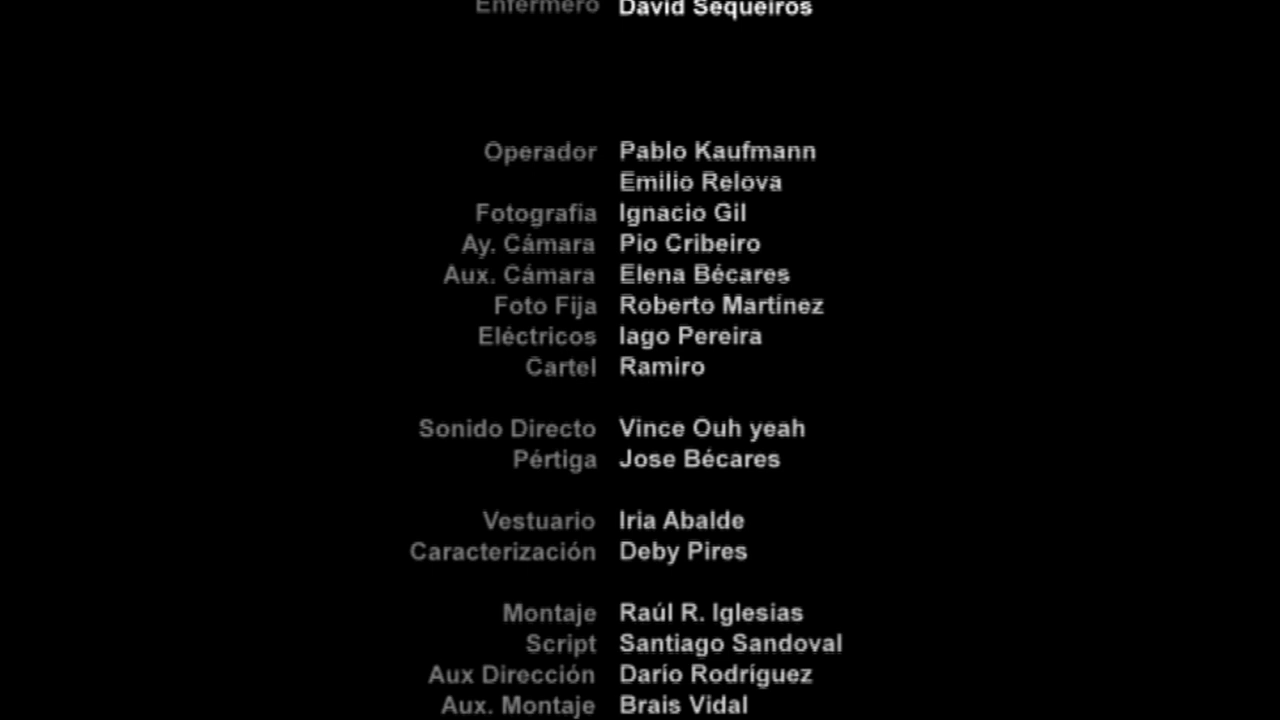 Enfermero David Sequeiros
Operador Pablo Kaufmann
Emilio Relova
Fotografía Ignacio Gil
Ay. Cámara Pio Cribeiro
Aux. Cámara Elena Bécares
Foto Fija Roberto Martínez
Eléctricos Iago Pereira
Cartel Ramiro
Sonido Directo Vince Ouh yeah
Pértiga Jose Bécares
Vestuario Iria Abalde
Caracterización Deby Pires
Montaje Raúl R. Iglesias
Script Santiago Sandoval
Aux Dirección Darío Rodríguez
Aux. Montaje Brais Vidal